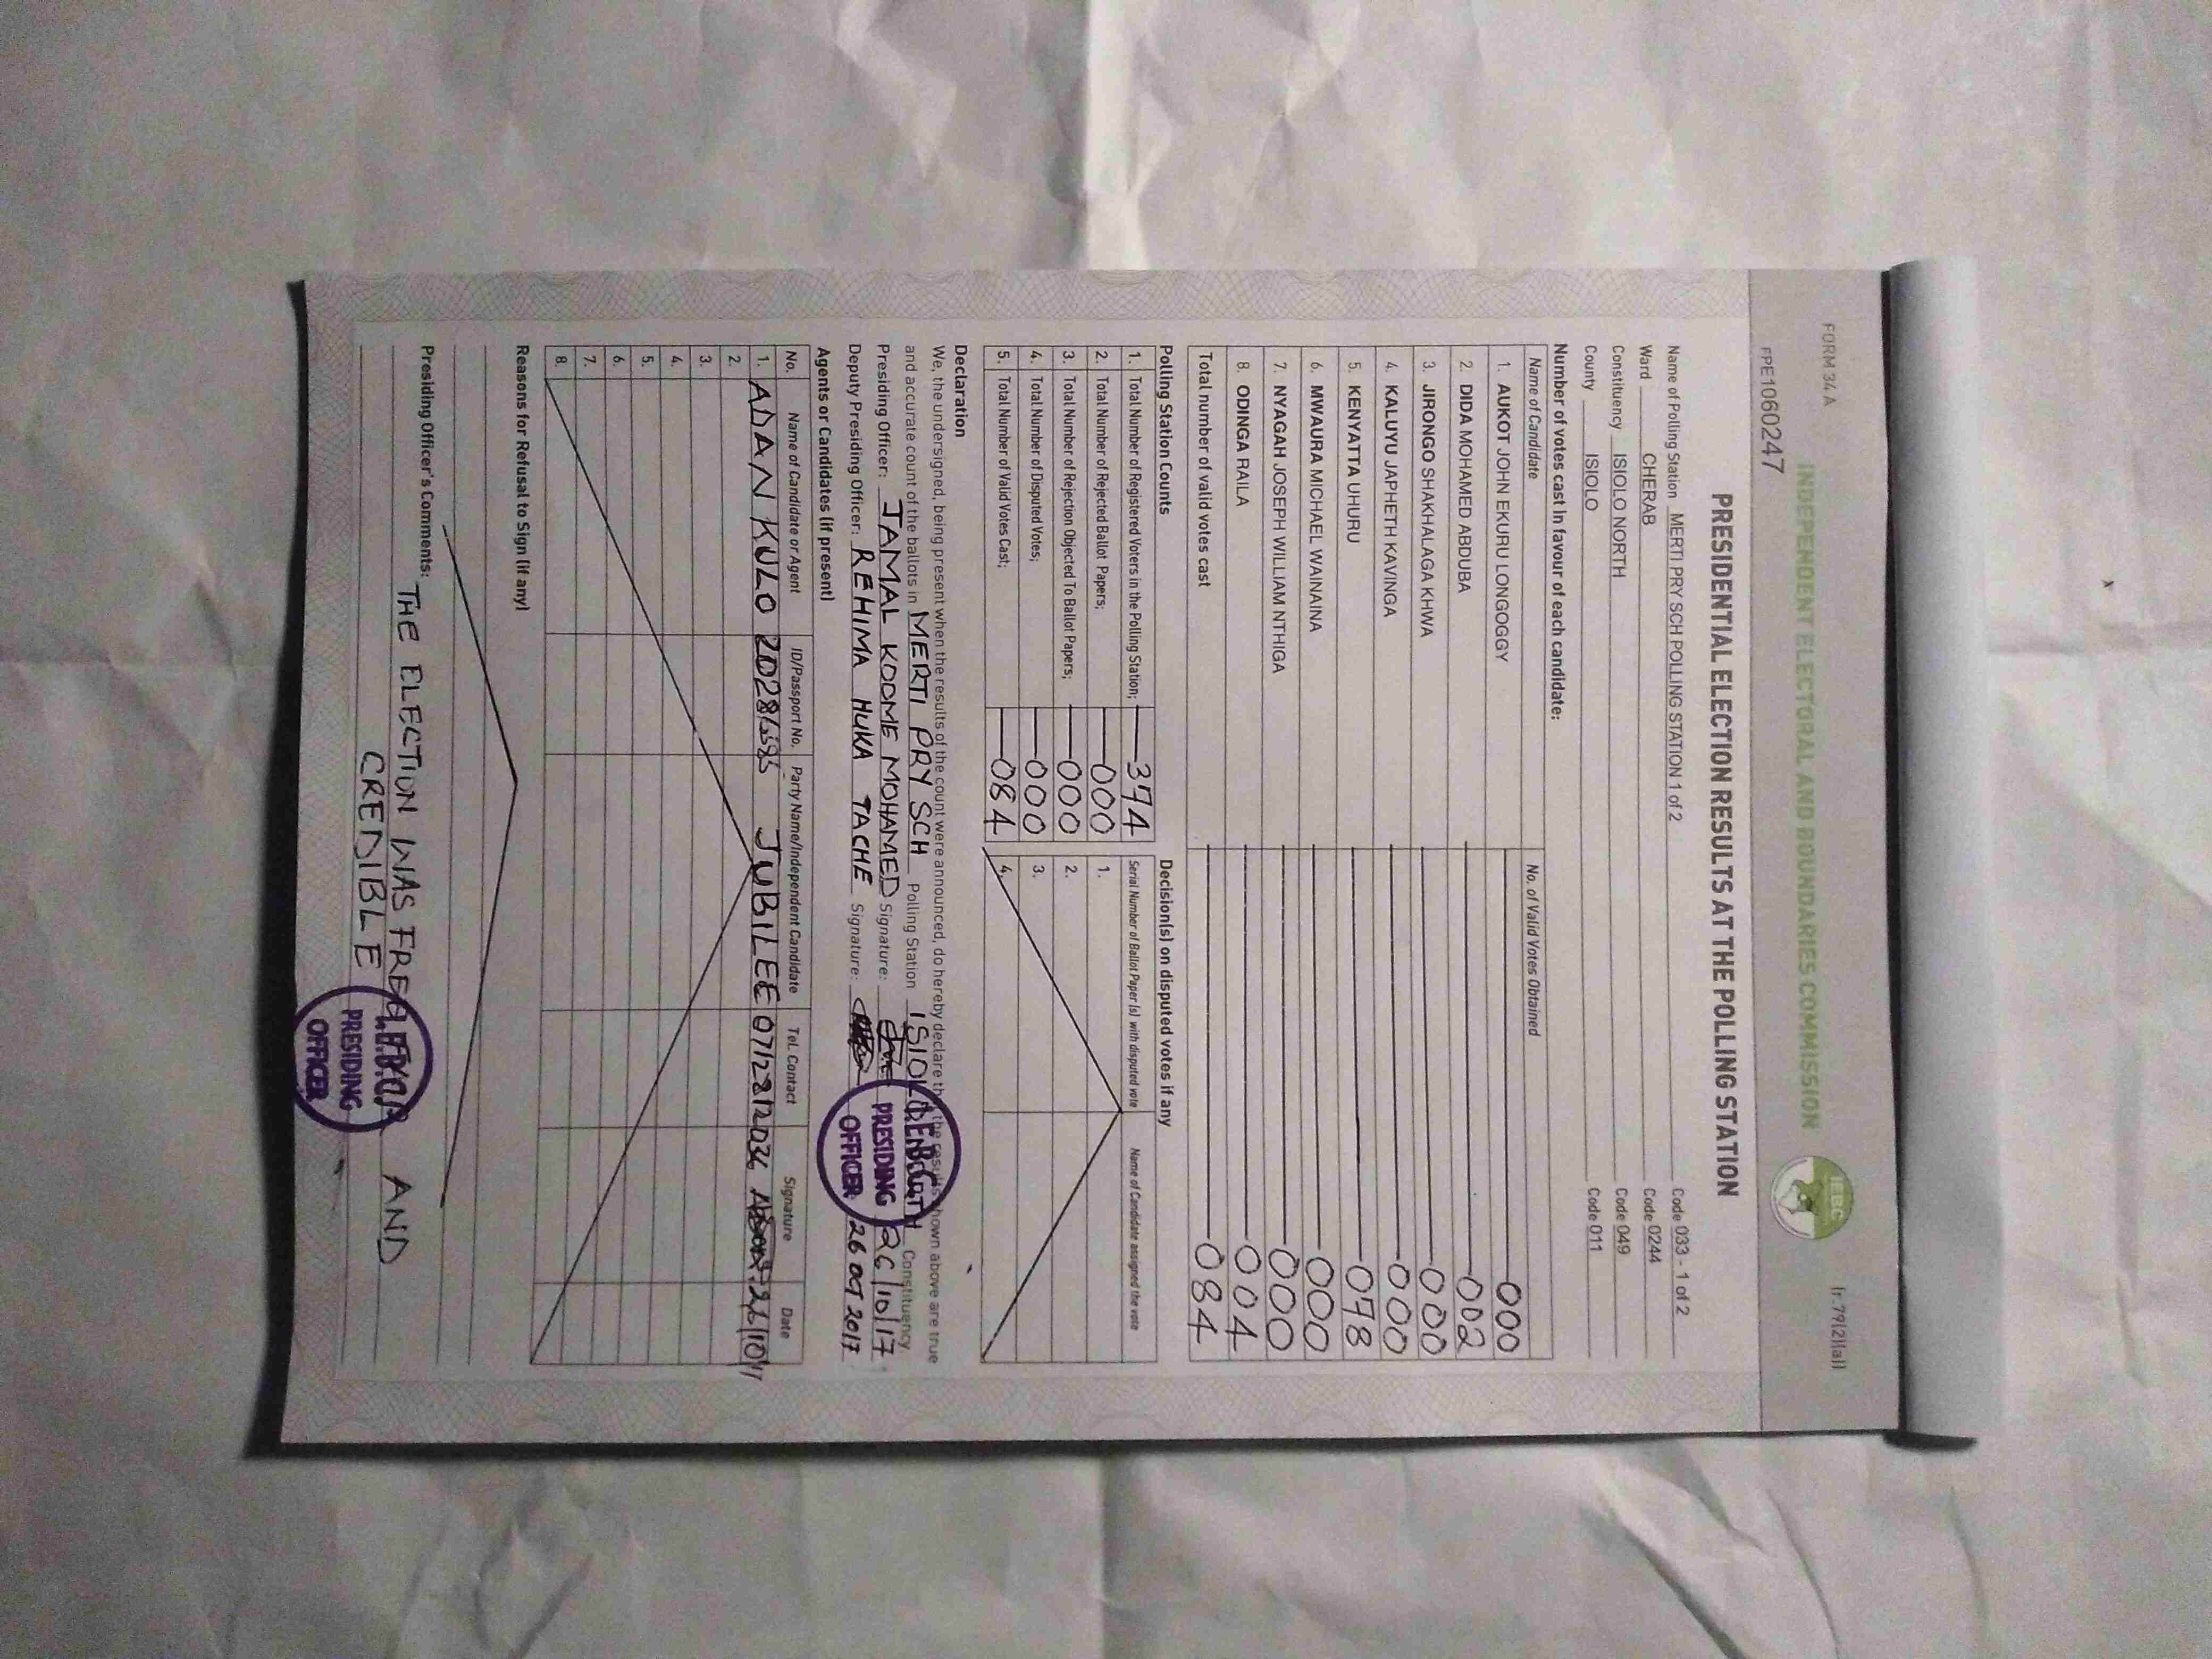 FORM 34A
INDEPENDENT ELECTORAL AND BOUNDARIES COMMISSION
IEBC
(r.79(2)(a))
FPE1060247
PRESIDENTIAL ELECTION RESULTS AT THE POLLING STATION
Name of Polling Station MERTI PRY SCH POLLING STATION 1 of 2 Code 033 - 1 of 2
Ward CHERAB Code 0244
Constituency ISIOLO NORTH Code 049
County ISIOLO Code 011
Number of votes cast in favour of each candidate:
Name of Candidate No. of Valid Votes Obtained
1. AUKOT JOHN EKURU LONGOGGY 000
2. DIDA MOHAMED ABDUBA 002
3. JIRONGO SHAKHALAGA KHWA 000
4. KALUYU JAPHETH KAVINGA 000
5. KENYATTA UHURU 078
6. MWAURA MICHAEL WAINAINA 000
7. NYAGAH JOSEPH WILLIAM NTHIGA 000
8. ODINGA RAILA 004
Total number of valid votes cast 084
Polling Station Counts Decision(s) on disputed votes if any
1. Total Number of Registered Voters in the Polling Station; 374 Serial Number of Ballot Paper (s) with disputed vote Name of Candidate assigned the vote
2. Total Number of Rejected Ballot Papers; 000 1.
3. Total Number of Rejection Objected To Ballot Papers; 000 2.
4. Total Number of Disputed Votes; 000 3.
5. Total Number of Valid Votes Cast; 084 4.
Declaration
We, the undersigned, being present when the results of the count were announced, do hereby declare that the results shown above are true
and accurate count of the ballots in MERTI PRY SCH Polling Station ISIOLO NORTH Constituency
Presiding Officer: JAMAL KOOME MOHAMED Signature: 26/10/17
Deputy Presiding Officer: REHIMA HUKA TACHE Signature: 26 OCT 2017
I.E.B.C.
PRESIDING
OFFICER
Agents or Candidates (if present)
No. Name of Candidate or Agent ID/Passport No. Party Name/Independent Candidate Tel. Contact Signature Date
1. ADAN KULO JUBILEE
2.
3.
4.
5.
6.
7.
8.
Reasons for Refusal to Sign (if any)
Presiding Officer's Comments: THE ELECTION WAS FREE AND
CREDIBLE
PRESIDING
OFFICER